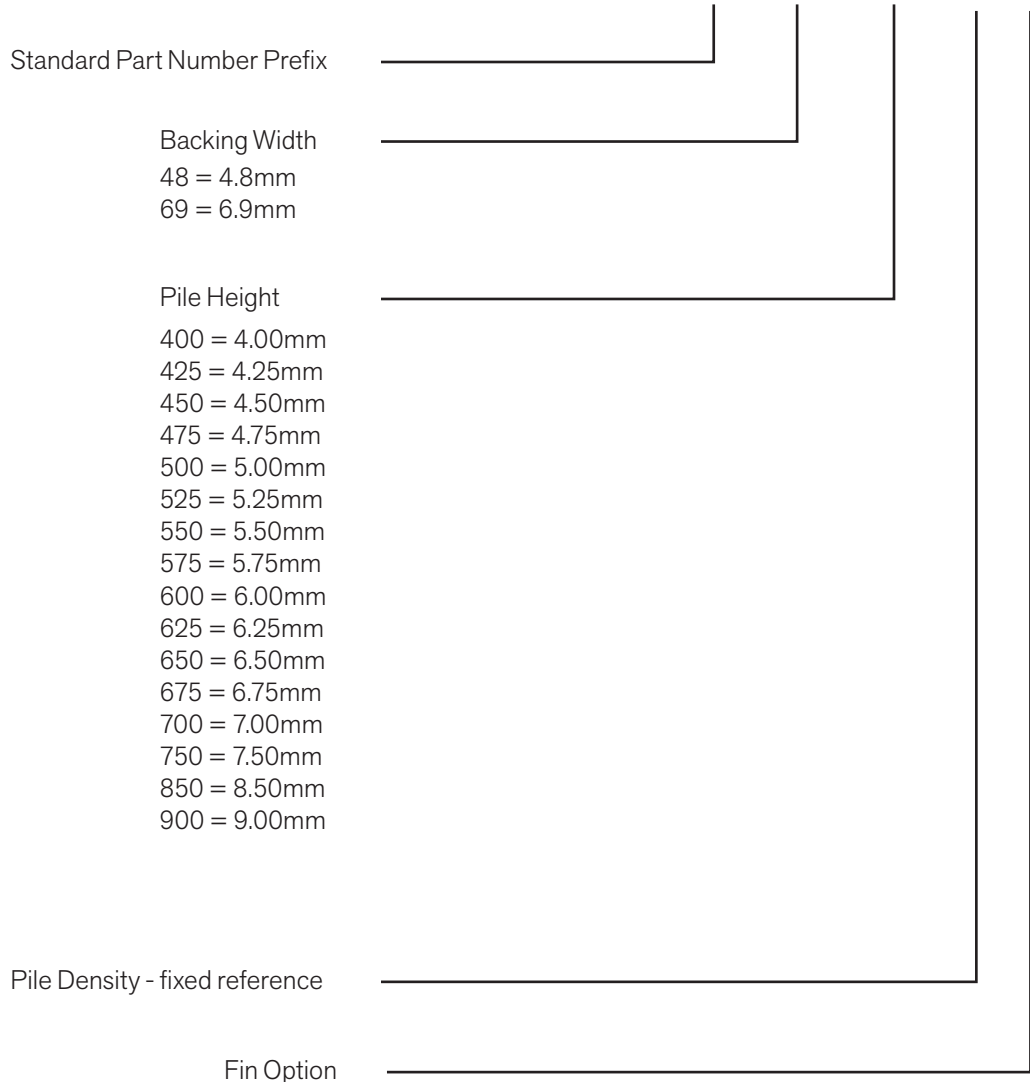 Standard Part Number Prefix
Backing Width
48 = 4.8mm
69 = 6.9mm
Pile Height
400 = 4.00mm
425 = 4.25mm
450 = 4.50mm
475 = 4.75mm
500 = 5.00mm
525 = 5.25mm
550 = 5.50mm
575 = 5.75mm
600 = 6.00mm
625 = 6.25mm
650 = 6.50mm
675 = 6.75mm
700 = 7.00mm
750 = 7.50mm
850 = 8.50mm
900 = 9.00mm
Pile Density - fixed reference
Fin Option